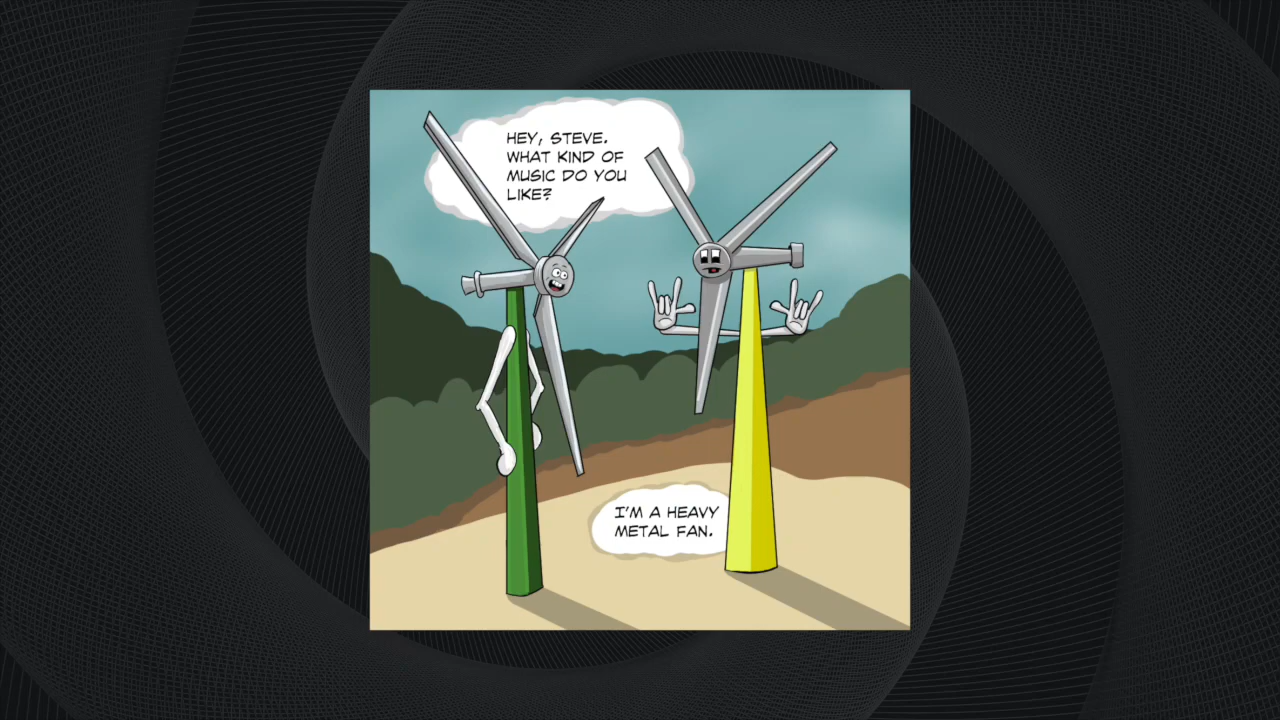 HEY, STEVE.
WHAT KIND OF
MUSIC DO YOU
LIKE?
I'M A HEAVY
METAL FAN.